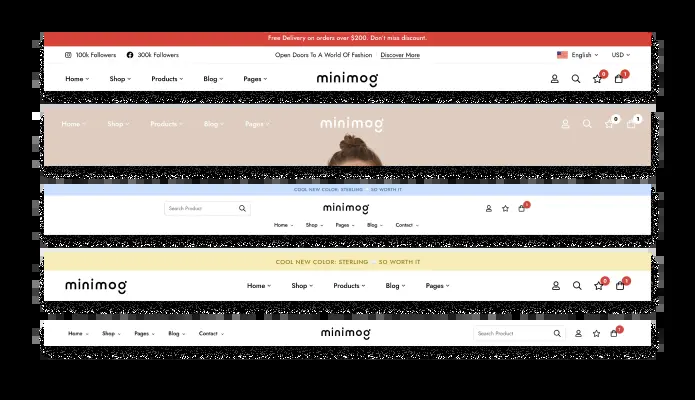 Free Delivery on orders over $200. Don't miss discount.
100k Followers 300k Followers Open Doors To A World Of Fashion Discover More English USD
Home Shop Products Blog Pages minimog 0 1
Home Shop Products Blog Pages minimog 0 1
COOL NEW COLOR: STERLING SO WORTH IT
Search Product minimog 1
Home Shop Pages Blog Contact
COOL NEW COLOR: STERLING SO WORTH IT
minimog Home Shop Products Blog Pages 0 1
Home Shop Pages Blog Contact minimog Search Product 1